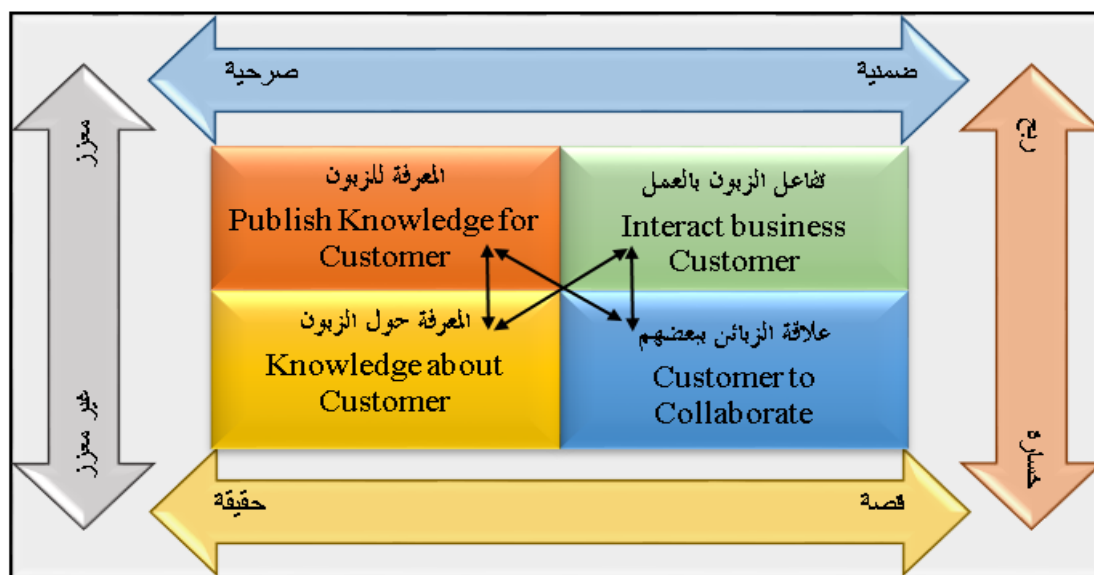 ضمنية
صرحية
معزز
ربح
المعرفة للزبون
Publish Knowledge for
Customer
تفاعل الزبون بالعمل
Interact business
Customer
المعرفة حول الزبون
Knowledge about
Customer
علاقة الزبائن ببعضهم
Customer to
Collaborate
غير معزز
خسارة
حقيقة
قصة